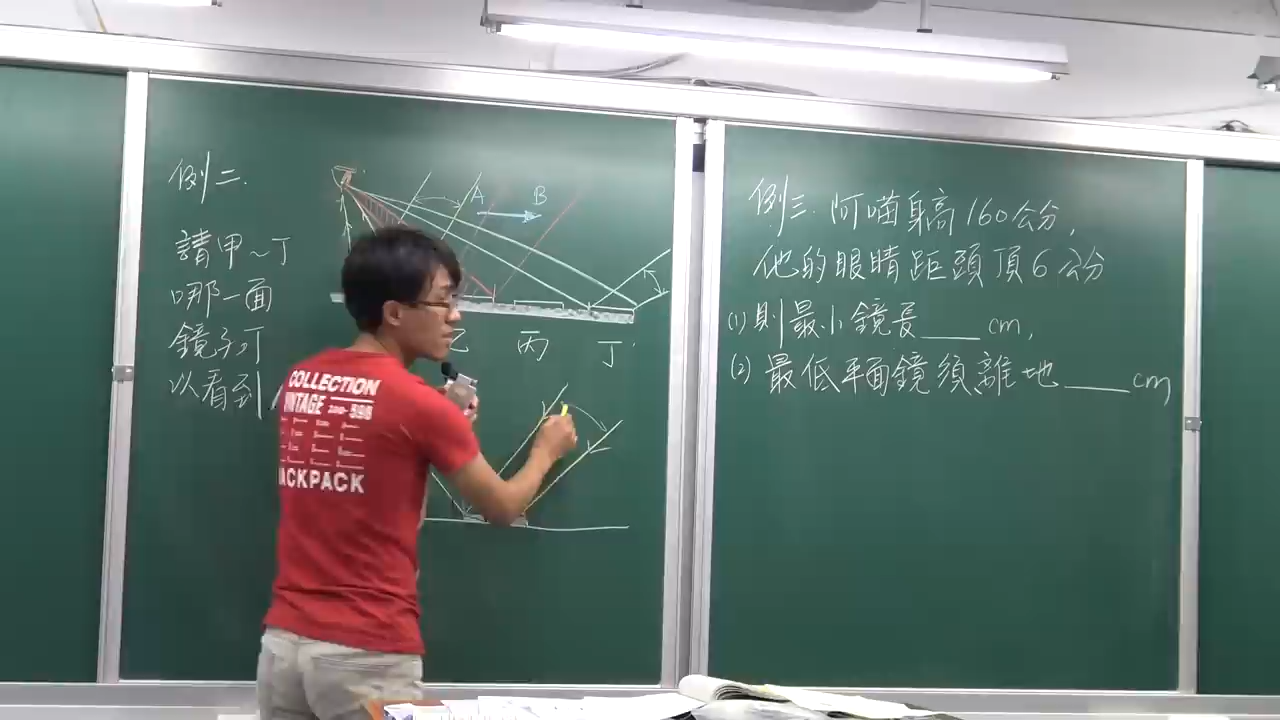 例二.
請甲~丁
哪一面
鏡子可
以看到
A B
乙 丙 丁
COLLECTION
VINTAGE
598
BACKPACK
例三. 阿喵身高160公分,
他的眼睛距頭頂6公分
(1) 則最小鏡長____cm,
(2) 最低平面鏡須離地____cm